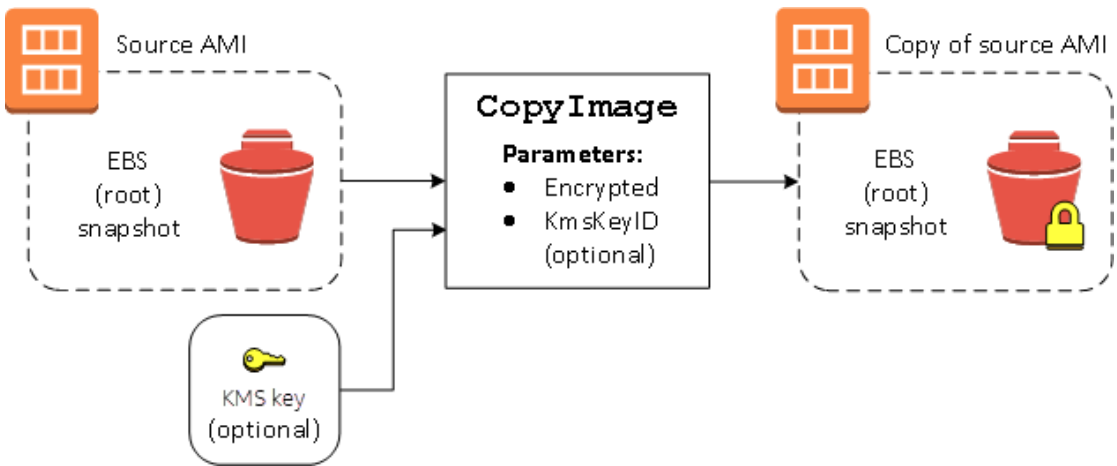 Source AMI
EBS
(root)
snapshot
CopyImage
Parameters:
● Encrypted
● KmsKeyID
(optional)
KMS key
(optional)
Copy of source AMI
EBS
(root)
snapshot